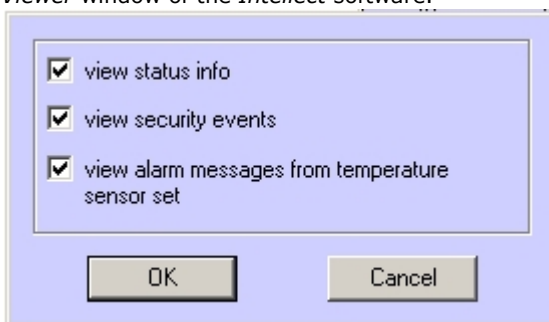 Viewer window of the Intellect software.
view status info
view security events
view alarm messages from temperature
sensor set
OK
Cancel